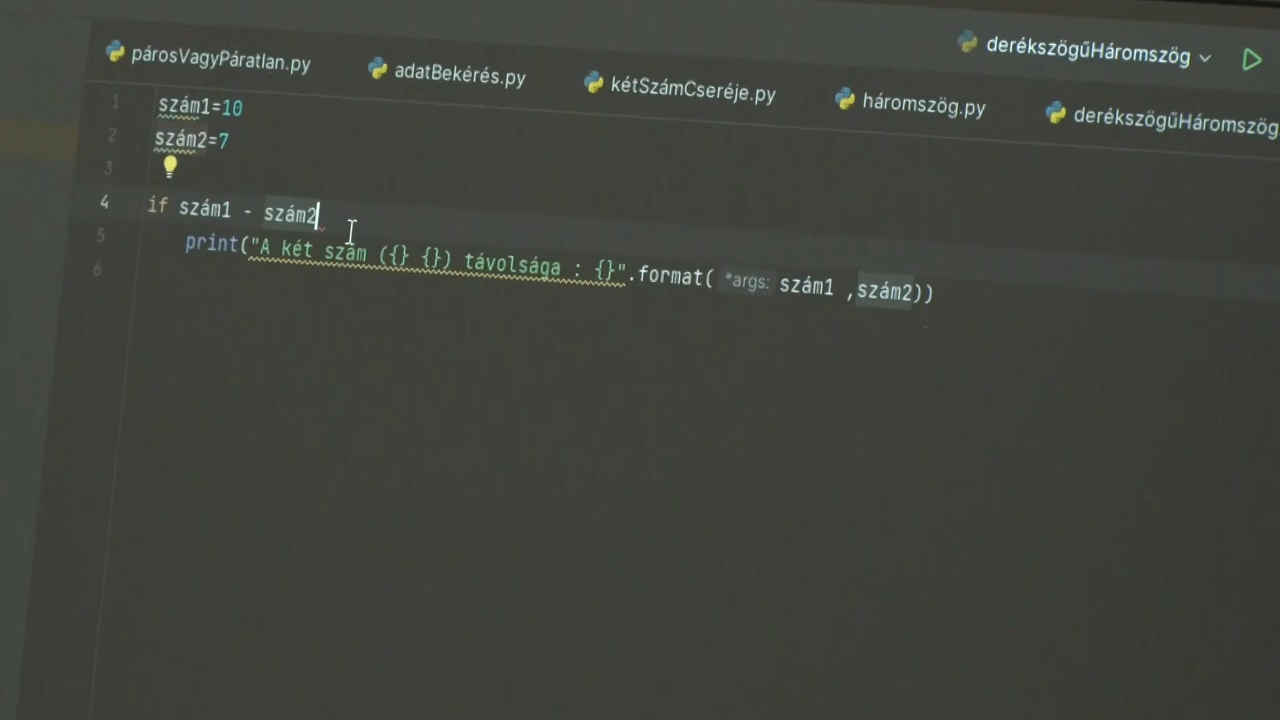 derékszögűHáromszög
párosVagyPáratlan.py adatBekérés.py kétSzámCseréje.py háromszög.py derékszögűHáromszög
1 szám1=10
2 szám2=7
3
4 if szám1 - szám2
5 print("A két szám ({} {}) távolsága : {}".format( *args: szám1 ,szám2))
6